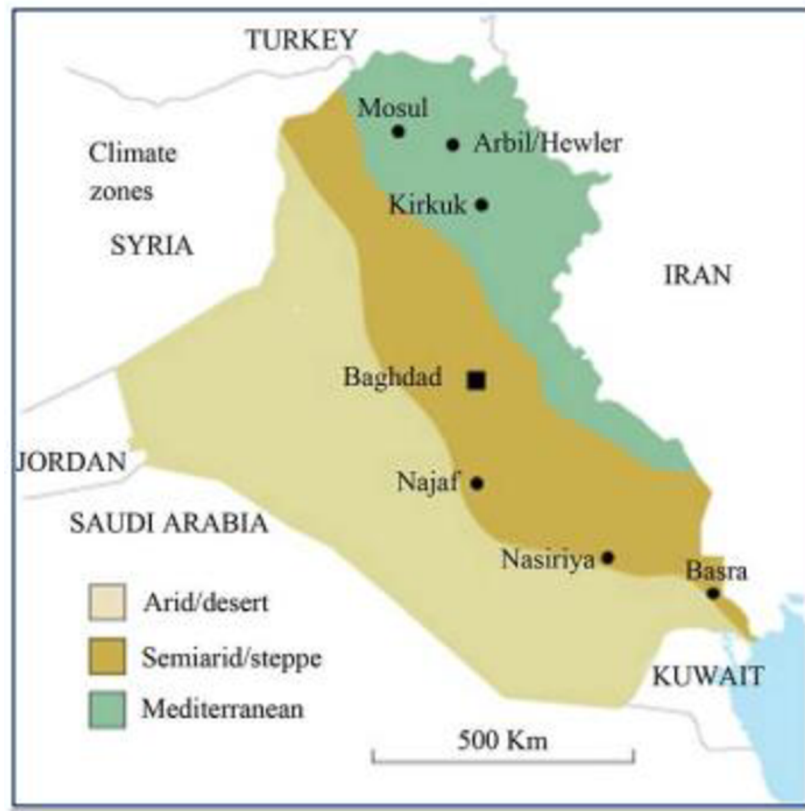 TURKEY
Mosul
Climate
zones
Arbil/Hewler
Kirkuk
SYRIA
IRAN
Baghdad
JORDAN
Najaf
SAUDI ARABIA
Nasiriya
Basra
Arid/desert
Semiarid/steppe
KUWAIT
Mediterranean
500 Km